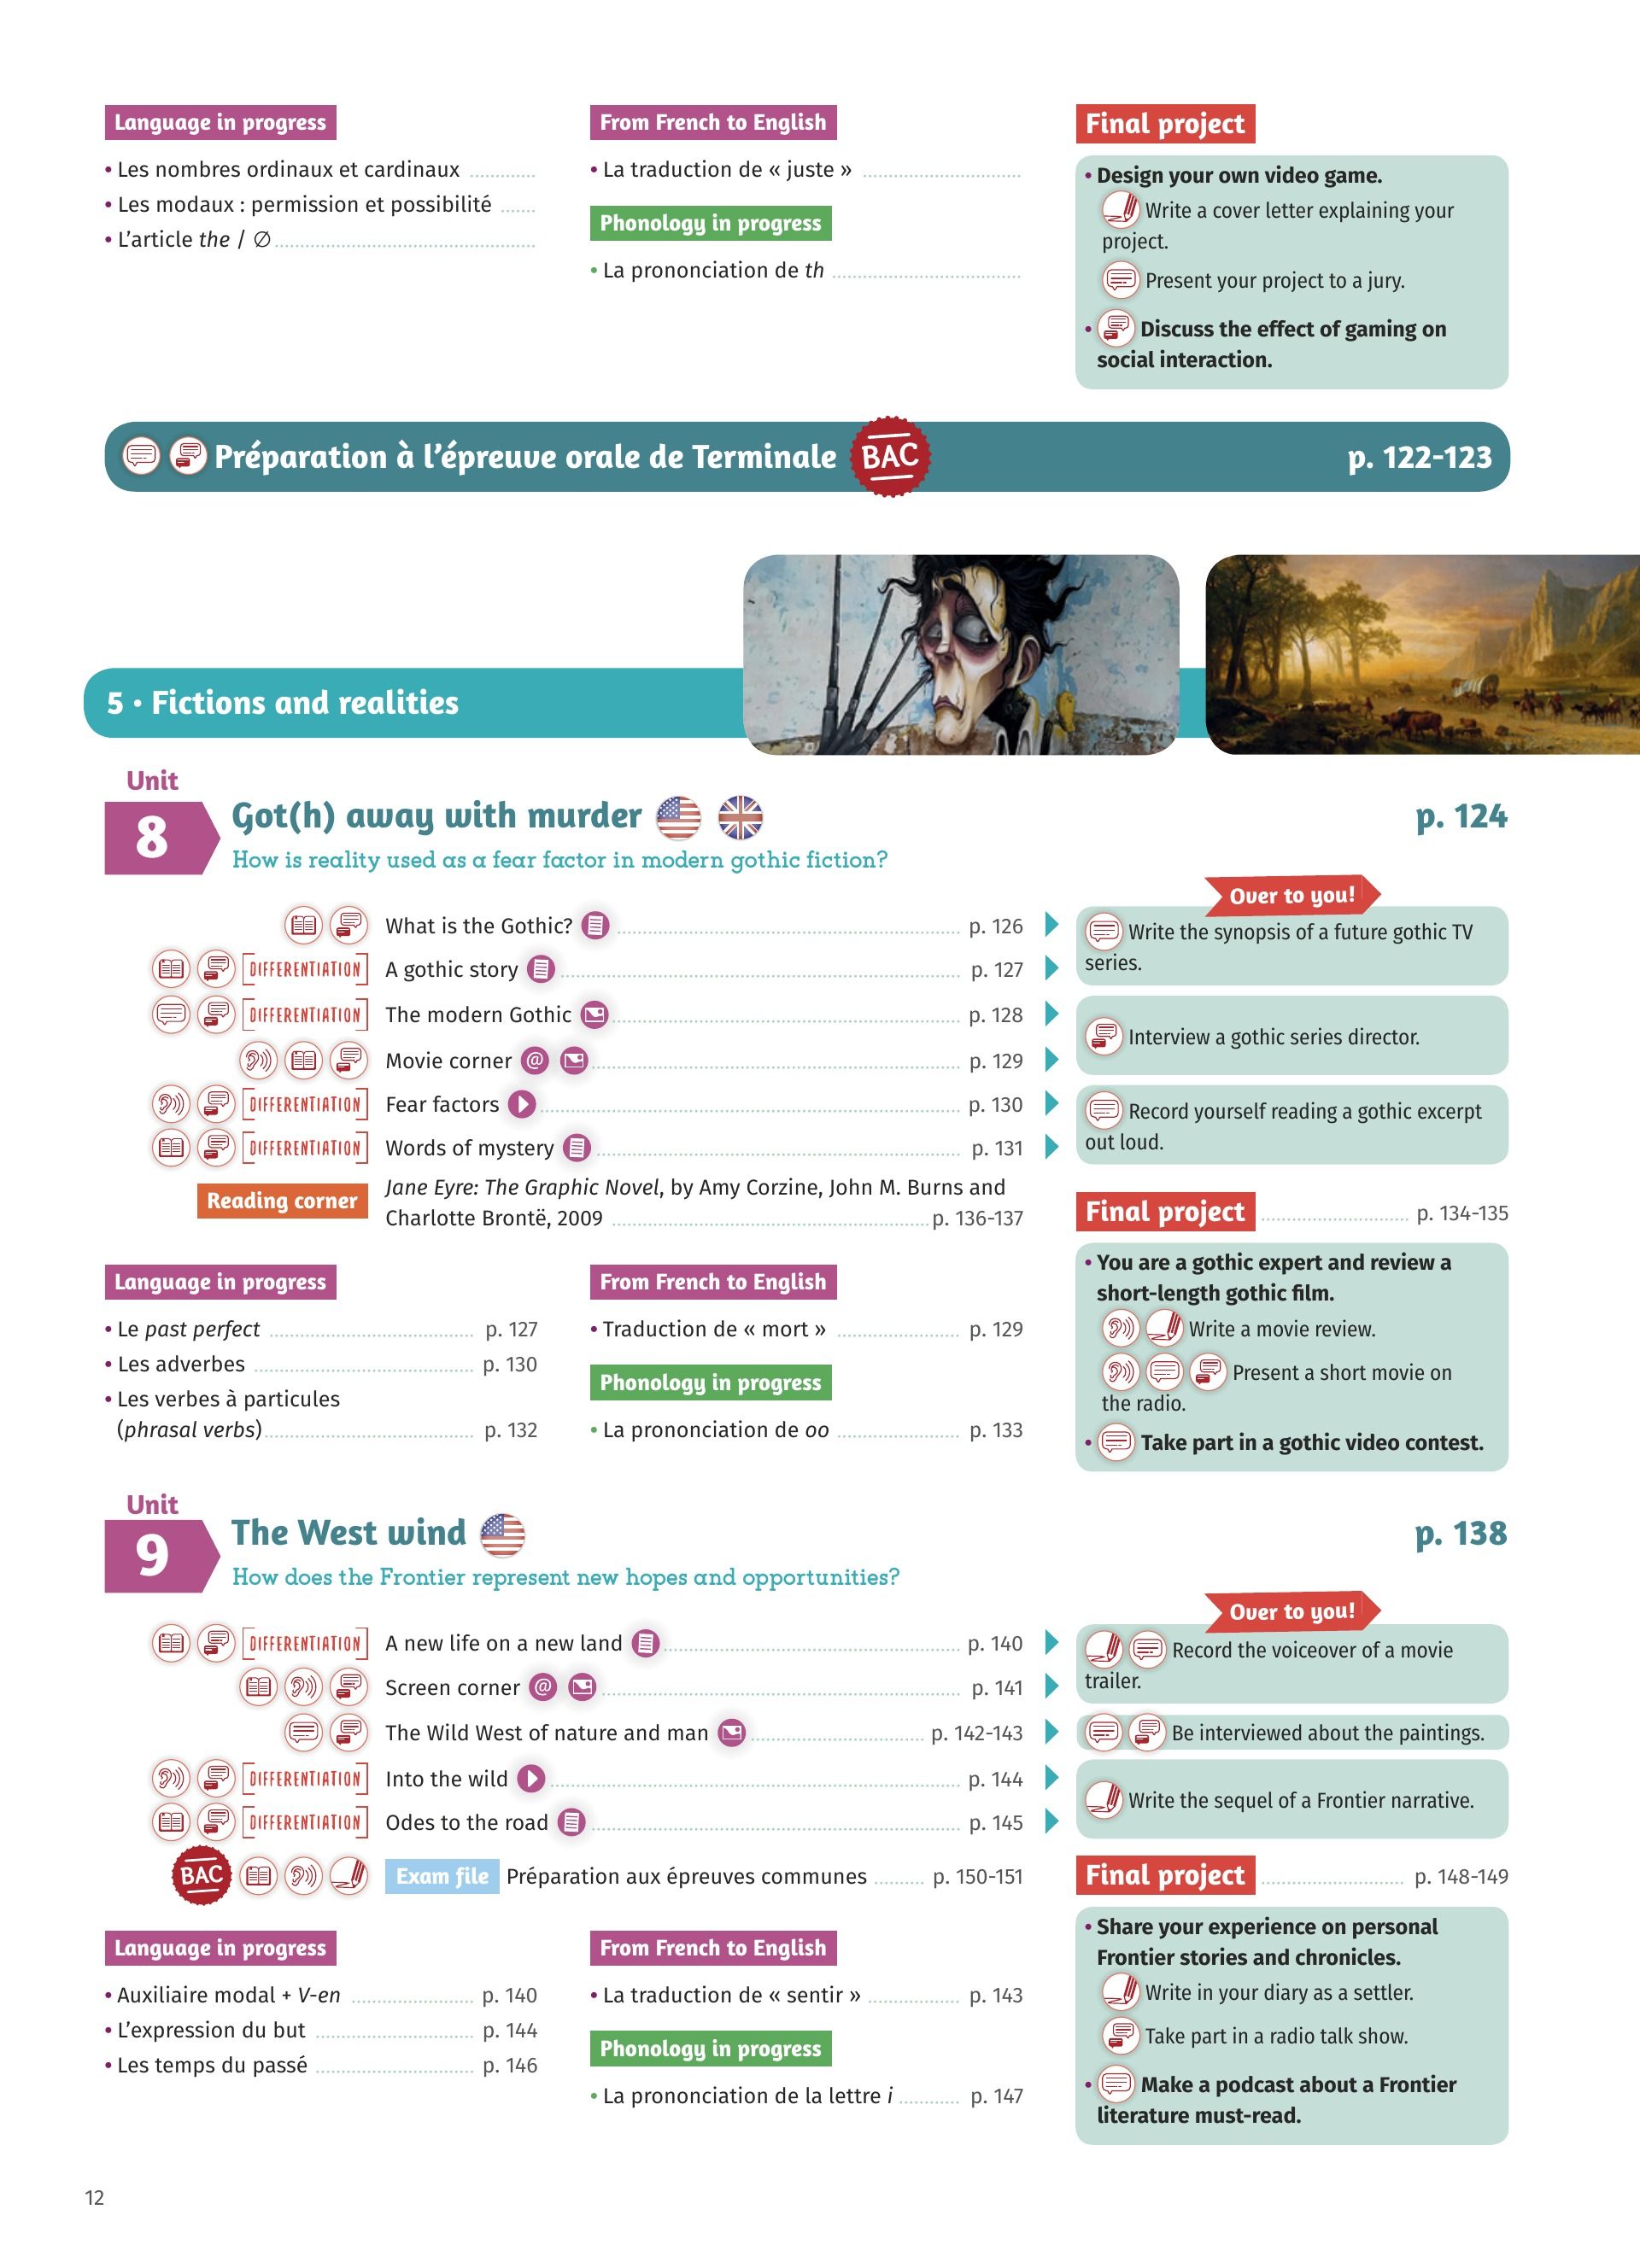 Language in progress
• Les nombres ordinaux et cardinaux
• Les modaux : permission et possibilité
• L'article the / ∅
From French to English
• La traduction de « juste »
Phonology in progress
• La prononciation de th
Final project
• Design your own video game.
Write a cover letter explaining your
project.
Present your project to a jury.
• Discuss the effect of gaming on
social interaction.
Préparation à l'épreuve orale de Terminale BAC p. 122-123
5 • Fictions and realities
Unit
8
Got(h) away with murder p. 124
How is reality used as a fear factor in modern gothic fiction?
What is the Gothic? p. 126
DIFFERENTIATION A gothic story p. 127
DIFFERENTIATION The modern Gothic p. 128
Movie corner @ p. 129
DIFFERENTIATION Fear factors p. 130
DIFFERENTIATION Words of mystery p. 131
Reading corner Jane Eyre: The Graphic Novel, by Amy Corzine, John M. Burns and
Charlotte Brontë, 2009 p. 136-137
Over to you!
Write the synopsis of a future gothic TV
series.
Interview a gothic series director.
Record yourself reading a gothic excerpt
out loud.
Language in progress
• Le past perfect p. 127
• Les adverbes p. 130
• Les verbes à particules
(phrasal verbs) p. 132
From French to English
• Traduction de « mort » p. 129
Phonology in progress
• La prononciation de oo p. 133
Final project p. 134-135
• You are a gothic expert and review a
short-length gothic film.
Write a movie review.
Present a short movie on
the radio.
• Take part in a gothic video contest.
Unit
9
The West wind p. 138
How does the Frontier represent new hopes and opportunities?
DIFFERENTIATION A new life on a new land p. 140
Screen corner @ p. 141
The Wild West of nature and man p. 142-143
DIFFERENTIATION Into the wild p. 144
DIFFERENTIATION Odes to the road p. 145
BAC Exam file Préparation aux épreuves communes p. 150-151
Over to you!
Record the voiceover of a movie
trailer.
Be interviewed about the paintings.
Write the sequel of a Frontier narrative.
Language in progress
• Auxiliaire modal + V-en p. 140
• L'expression du but p. 144
• Les temps du passé p. 146
From French to English
• La traduction de « sentir » p. 143
Phonology in progress
• La prononciation de la lettre i p. 147
Final project p. 148-149
• Share your experience on personal
Frontier stories and chronicles.
Write in your diary as a settler.
Take part in a radio talk show.
• Make a podcast about a Frontier
literature must-read.
12